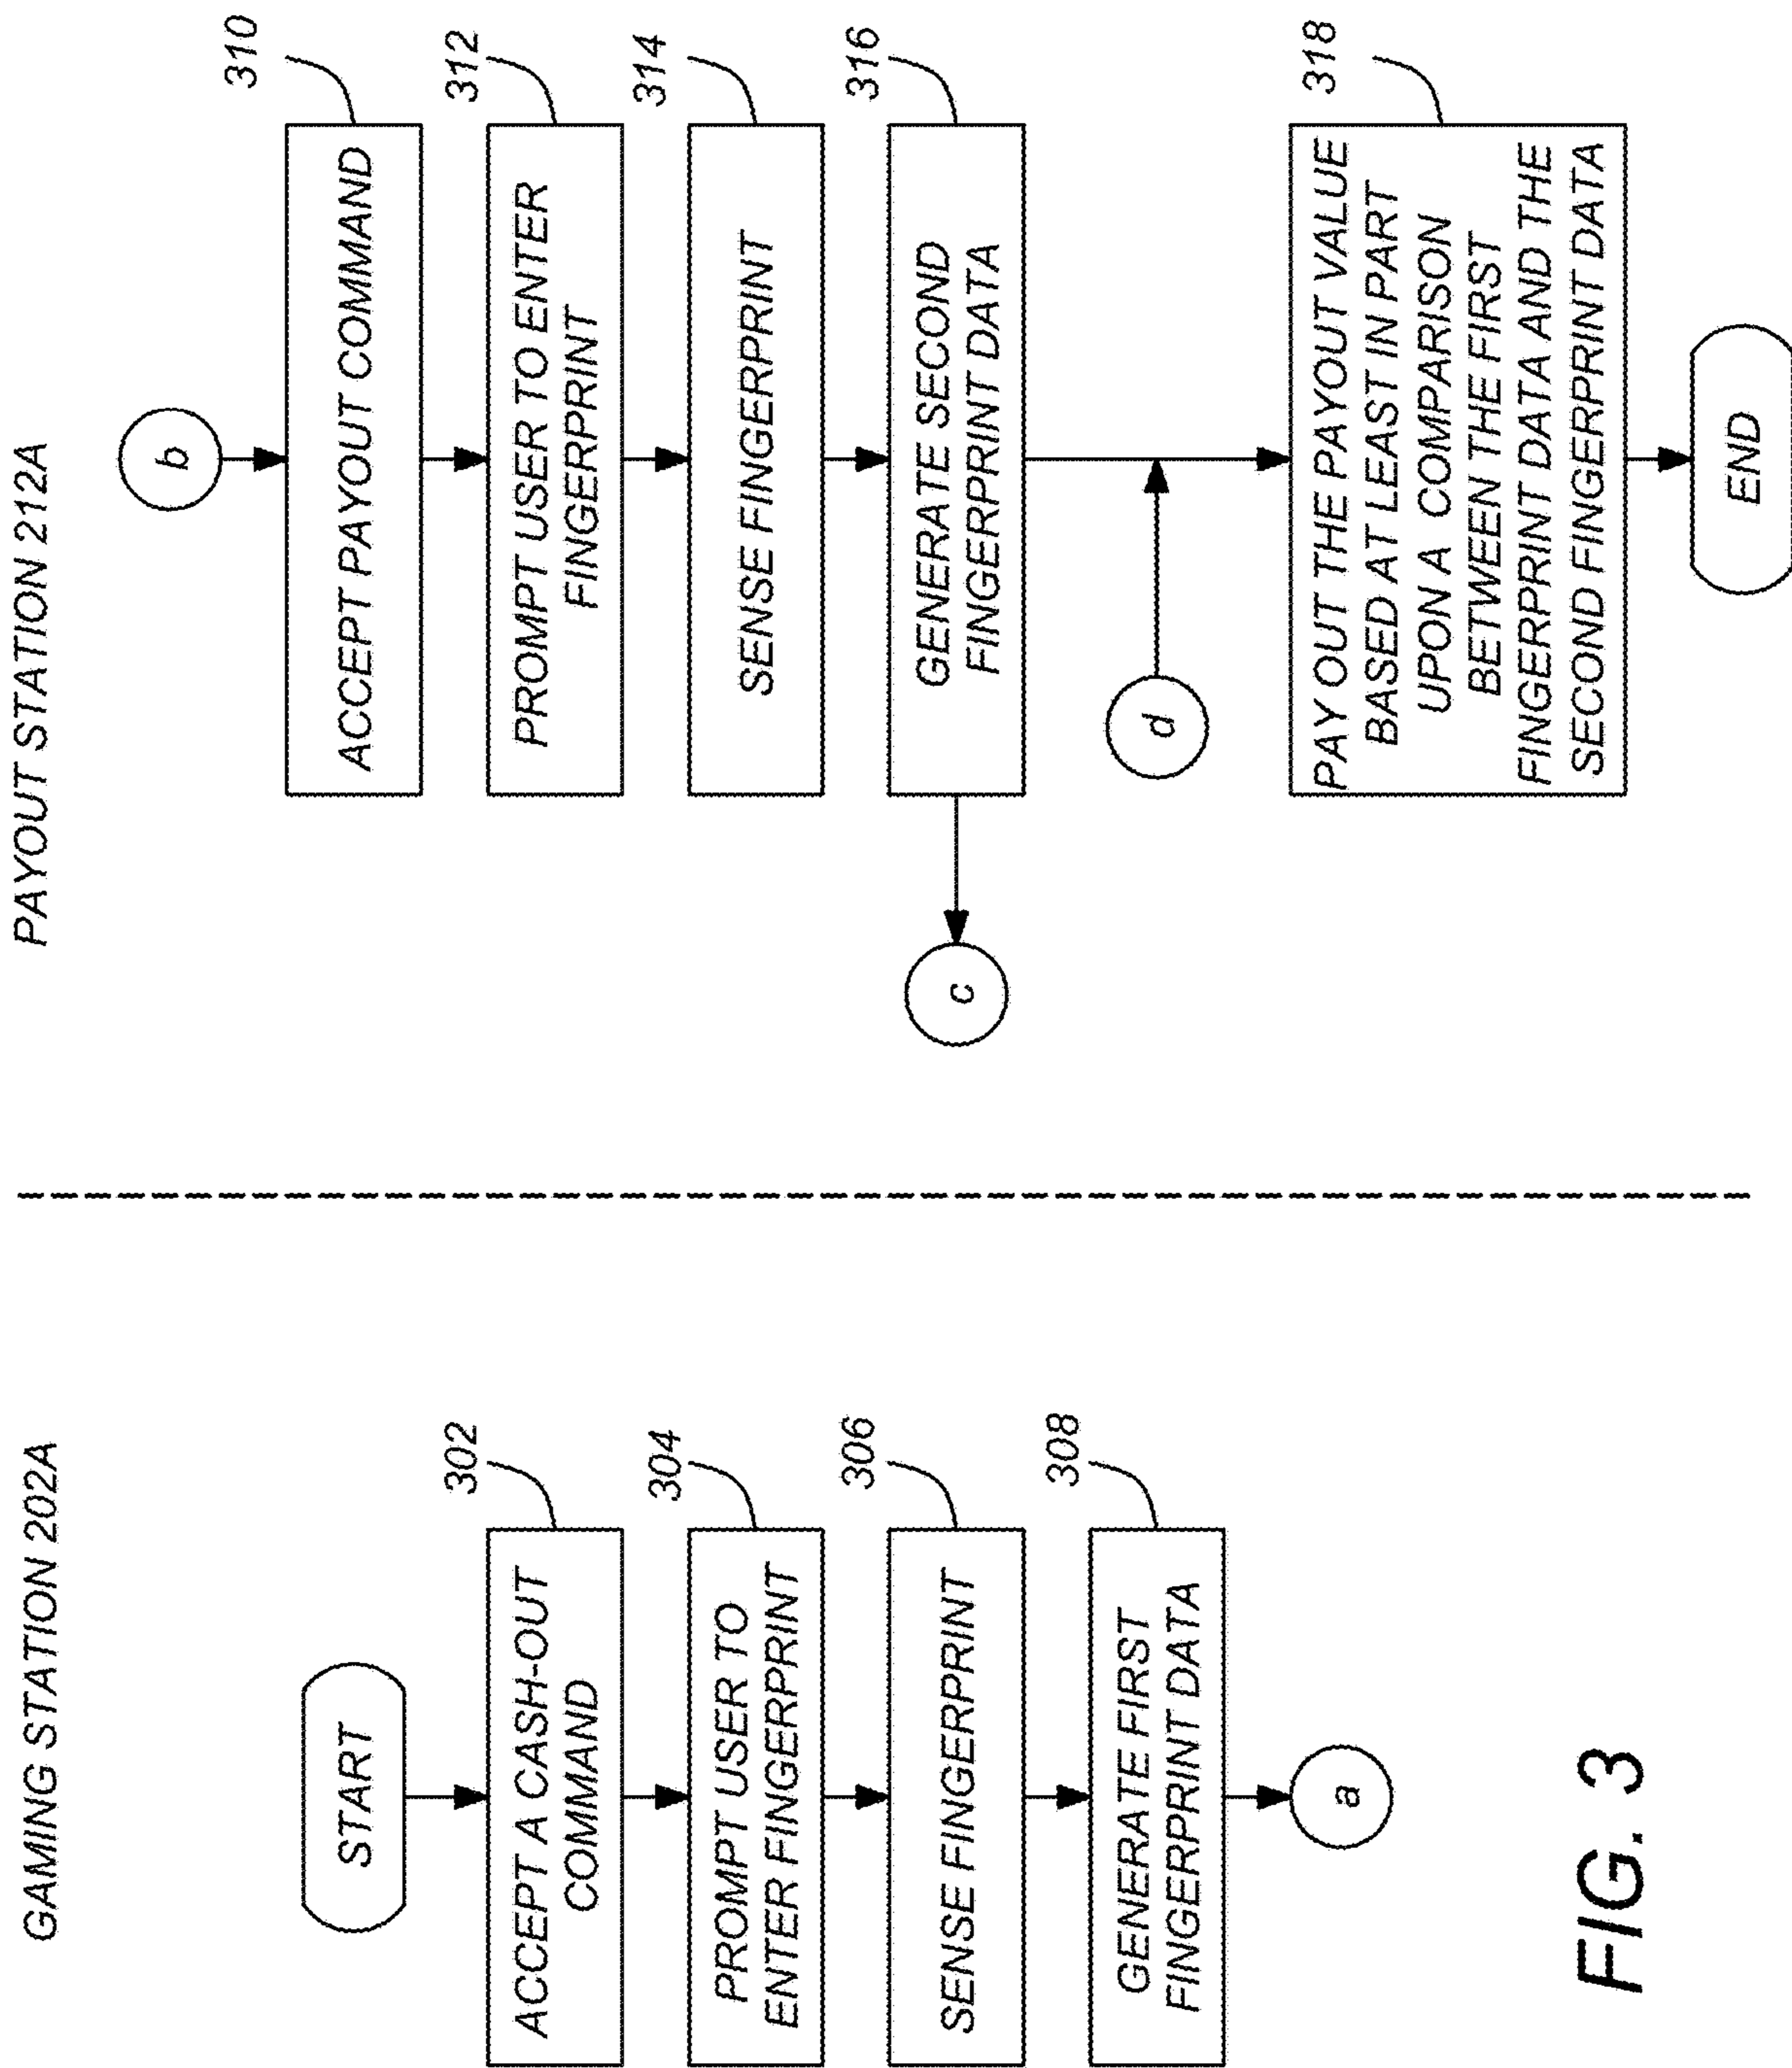 GAMING STATION 202A
START
ACCEPT A CASH-OUT
COMMAND
302
PROMPT USER TO
ENTER FINGERPRINT
304
SENSE FINGERPRINT
306
GENERATE FIRST
FINGERPRINT DATA
308
a
PAYOUT STATION 212A
b
ACCEPT PAYOUT COMMAND
310
PROMPT USER TO ENTER
FINGERPRINT
312
SENSE FINGERPRINT
314
GENERATE SECOND
FINGERPRINT DATA
316
c
d
PAY OUT THE PAYOUT VALUE
BASED AT LEAST IN PART
UPON A COMPARISON
BETWEEN THE FIRST
FINGERPRINT DATA AND THE
SECOND FINGERPRINT DATA
318
END
FIG. 3